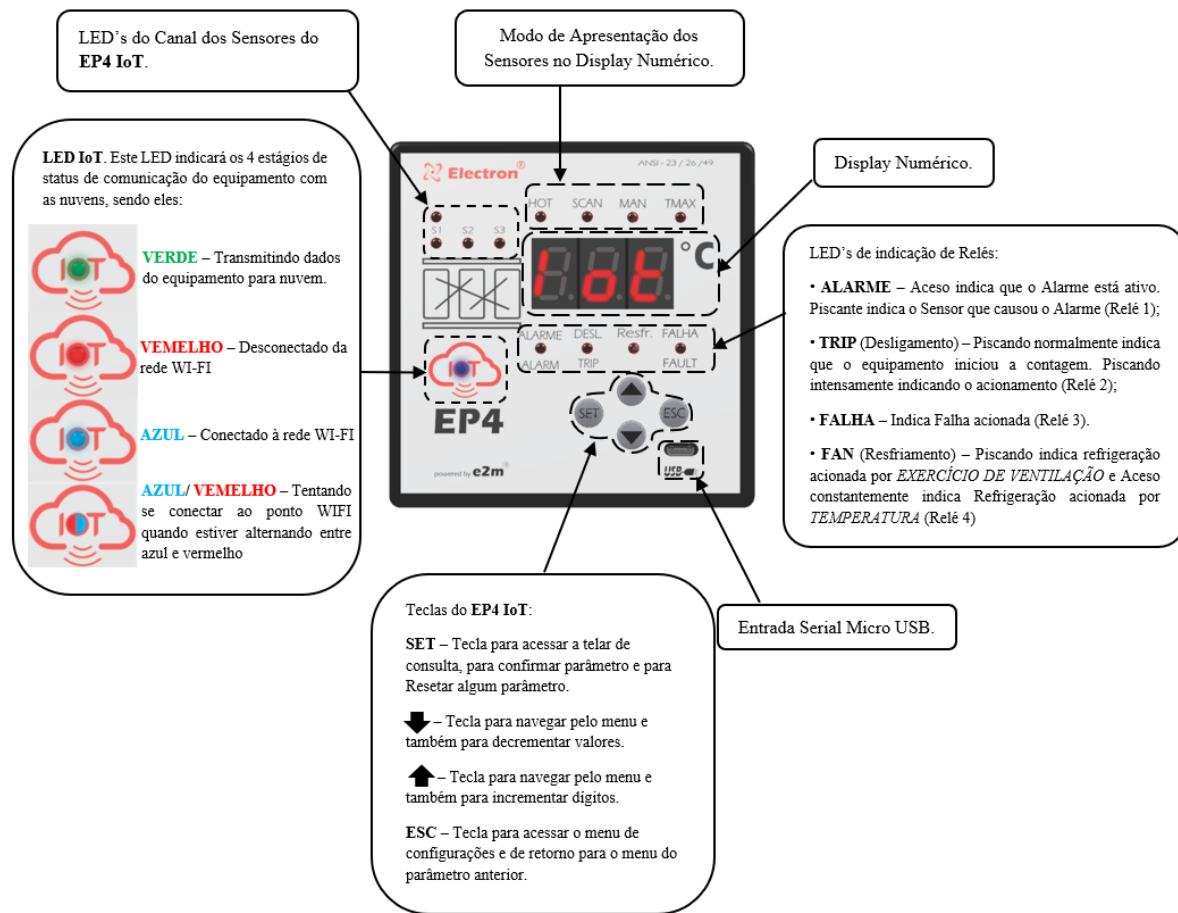 LED's do Canal dos Sensores do
EP4 IoT.
Modo de Apresentação dos
Sensores no Display Numérico.
LED IoT. Este LED indicará os 4 estágios de
status de comunicação do equipamento com
as nuvens, sendo eles:
IOT
VERDE – Transmitindo dados
do equipamento para nuvem.
IOT
VEMELHO – Desconectado da
rede WI-FI
IOT
AZUL – Conectado à rede WI-FI
IOT
AZUL/ VEMELHO – Tentando
se conectar ao ponto WIFI
quando estiver alternando entre
azul e vermelho
ANSI - 23 / 26 /49
Electron®
HOT SCAN MAN TMAX
S1 S2 S3
Iot
°C
ALARME DESL. Resfr. FALHA
ALARM TRIP FAULT
IOT
EP4
SET ESC
USB
powered by e2m®
Display Numérico.
LED's de indicação de Relés:
• ALARME – Aceso indica que o Alarme está ativo.
Piscante indica o Sensor que causou o Alarme (Relé 1);
• TRIP (Desligamento) – Piscando normalmente indica
que o equipamento iniciou a contagem. Piscando
intensamente indicando o acionamento (Relé 2);
• FALHA – Indica Falha acionada (Relé 3).
• FAN (Resfriamento) – Piscando indica refrigeração
acionada por EXERCÍCIO DE VENTILAÇÃO e Aceso
constantemente indica Refrigeração acionada por
TEMPERATURA (Relé 4)
Entrada Serial Micro USB.
Teclas do EP4 IoT:
SET – Tecla para acessar a telar de
consulta, para confirmar parâmetro e para
Resetar algum parâmetro.
– Tecla para navegar pelo menu e
também para decrementar valores.
– Tecla para navegar pelo menu e
também para incrementar dígitos.
ESC – Tecla para acessar o menu de
configurações e de retorno para o menu do
parâmetro anterior.